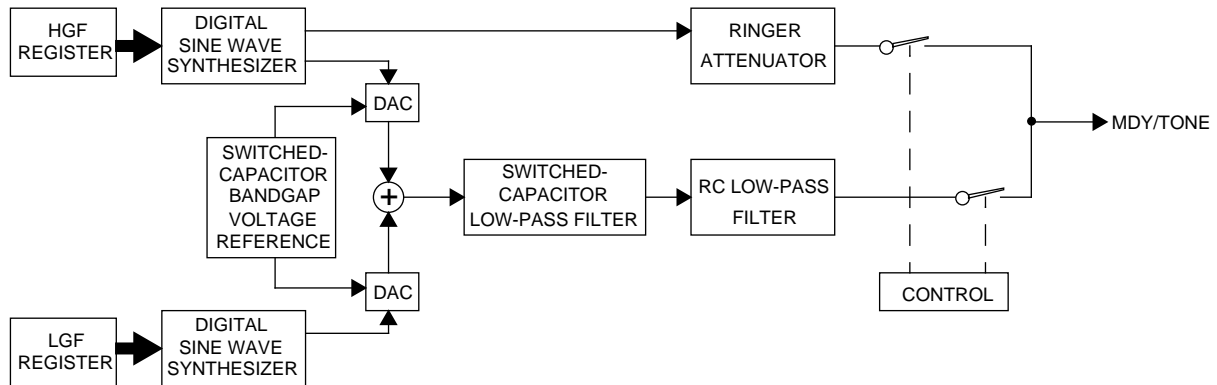 HGF
REGISTER
DIGITAL
SINE WAVE
SYNTHESIZER
RINGER
ATTENUATOR
DAC
MDY/TONE
SWITCHED-
CAPACITOR
BANDGAP
VOLTAGE
REFERENCE
+
SWITCHED-
CAPACITOR
LOW-PASS FILTER
RC LOW-PASS
FILTER
DAC
CONTROL
LGF
REGISTER
DIGITAL
SINE WAVE
SYNTHESIZER